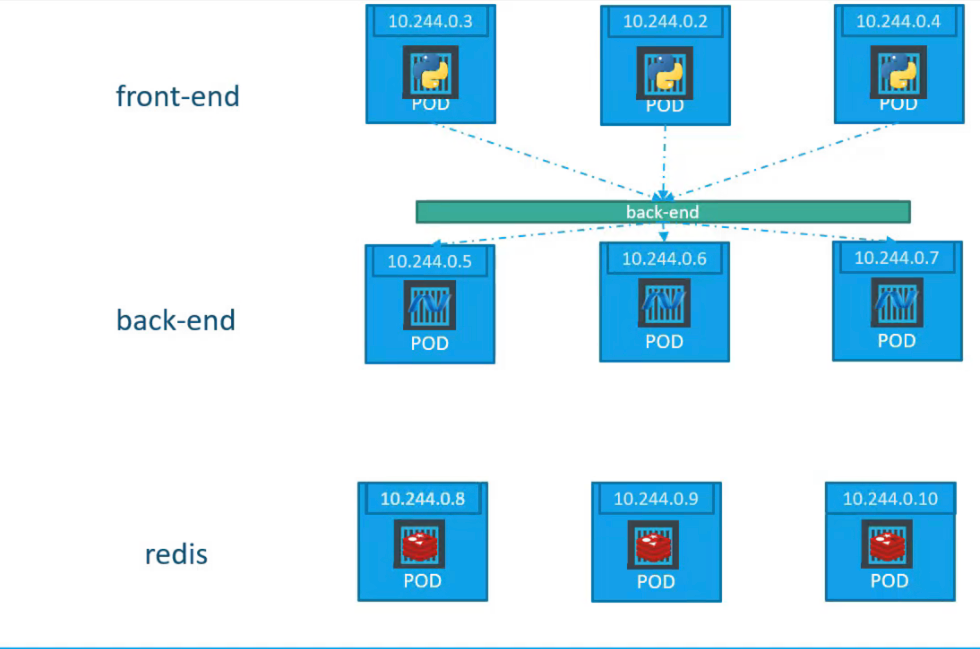 10.244.0.3
10.244.0.2
10.244.0.4
front-end
POD
POD
POD
back-end
10.244.0.5
10.244.0.6
10.244.0.7
back-end
POD
POD
POD
10.244.0.8
10.244.0.9
10.244.0.10
redis
POD
POD
POD